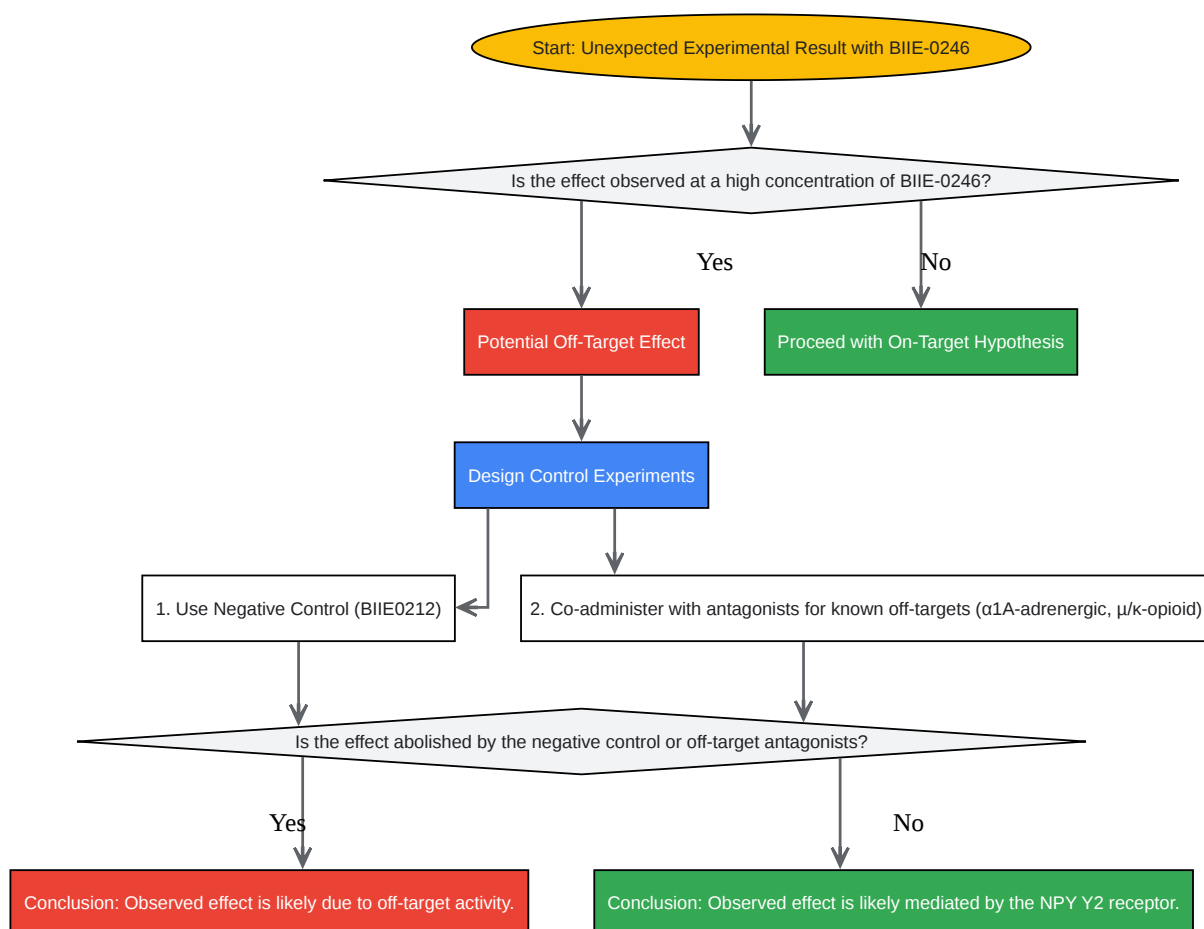 Start: Unexpected Experimental Result with BIIE-0246
Is the effect observed at a high concentration of BIIE-0246?
Yes
No
Potential Off-Target Effect
Proceed with On-Target Hypothesis
Design Control Experiments
1. Use Negative Control (BIIE0212)
2. Co-administer with antagonists for known off-targets (α1A-adrenergic, μ/κ-opioid)
Is the effect abolished by the negative control or off-target antagonists?
Yes
No
Conclusion: Observed effect is likely due to off-target activity.
Conclusion: Observed effect is likely mediated by the NPY Y2 receptor.